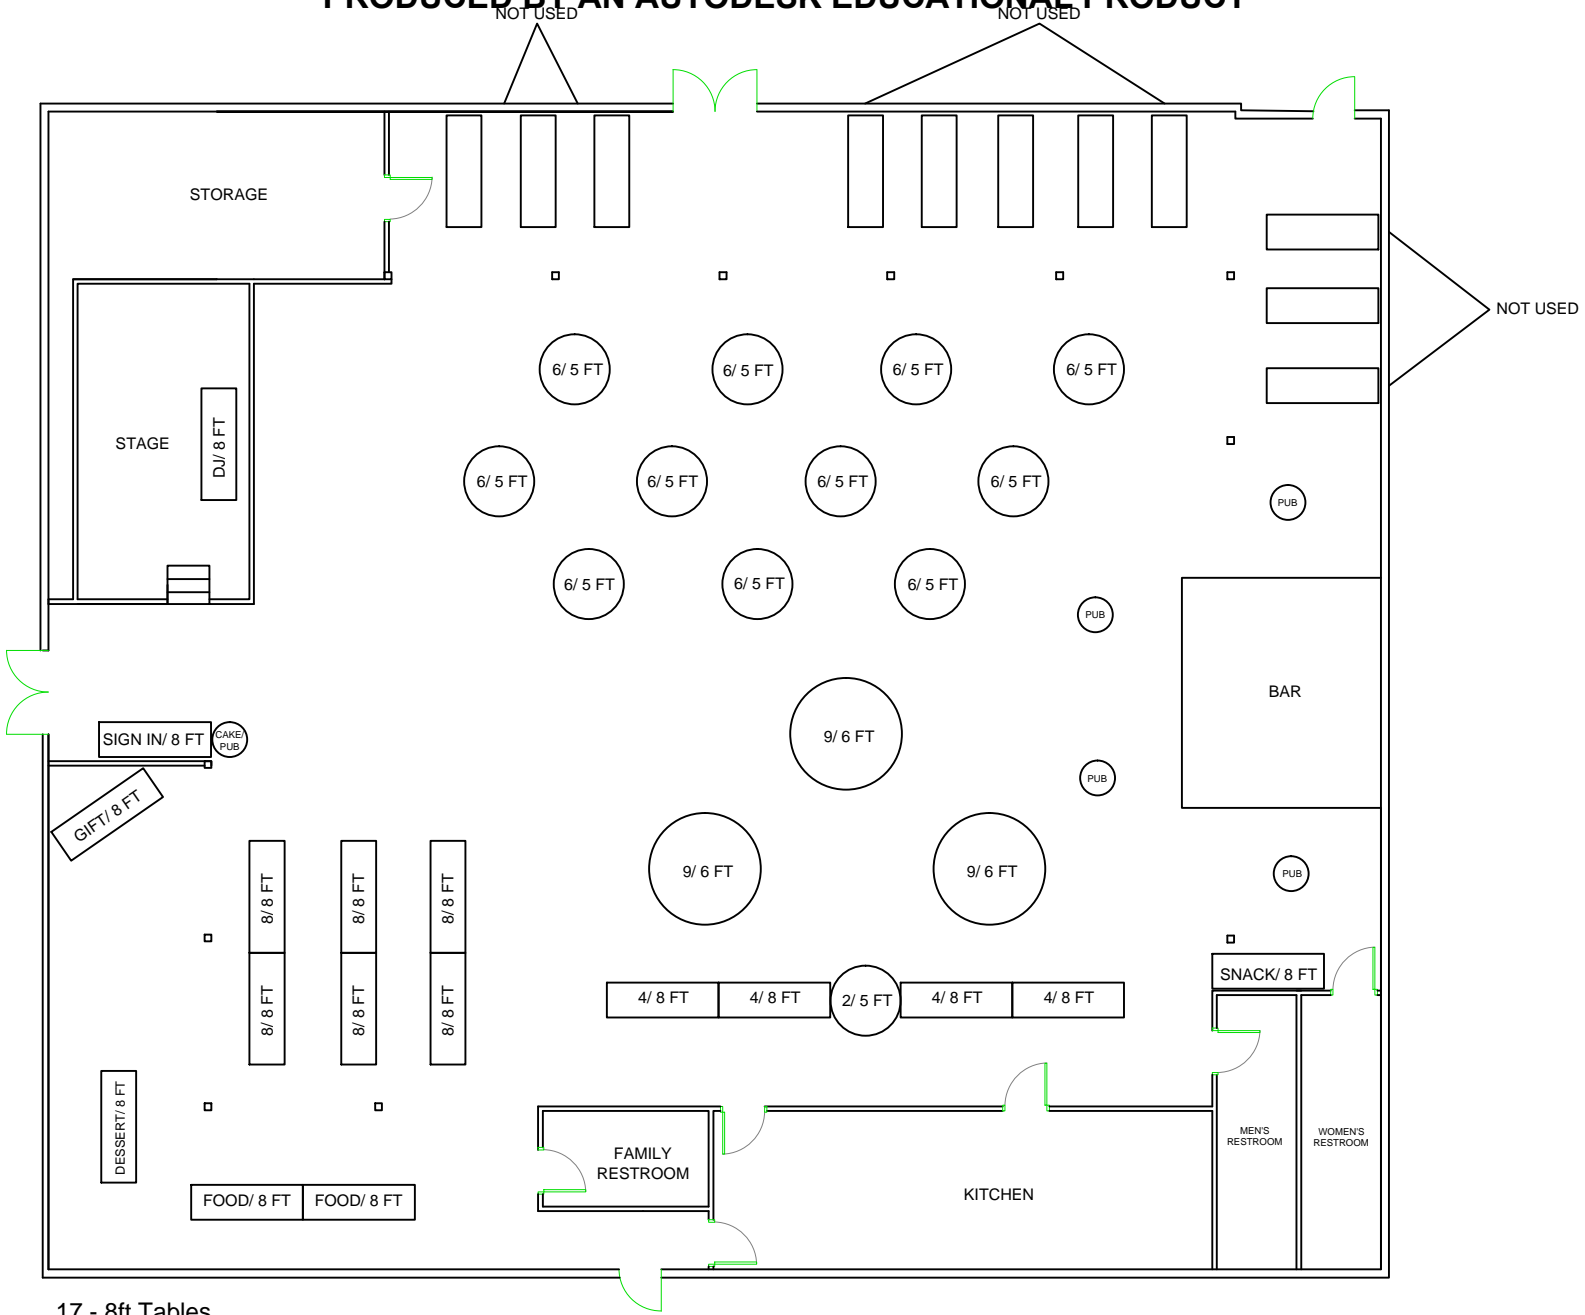 PRODUCED BY AN AUTODESK EDUCATIONAL PRODUCT
NOT USED
NOT USED
STORAGE
NOT USED
6/ 5 FT
6/ 5 FT
6/ 5 FT
6/ 5 FT
STAGE
DJ/ 8 FT
6/ 5 FT
6/ 5 FT
6/ 5 FT
6/ 5 FT
PUB
6/ 5 FT
6/ 5 FT
6/ 5 FT
PUB
BAR
SIGN IN/ 8 FT
CAKE/
PUB
9/ 6 FT
PUB
GIFT/ 8 FT
8/ 8 FT
8/ 8 FT
8/ 8 FT
9/ 6 FT
9/ 6 FT
PUB
SNACK/ 8 FT
8/ 8 FT
8/ 8 FT
8/ 8 FT
4/ 8 FT
4/ 8 FT
2/ 5 FT
4/ 8 FT
4/ 8 FT
DESSERT/ 8 FT
FAMILY
RESTROOM
MEN'S
RESTROOM
WOMEN'S
RESTROOM
FOOD/ 8 FT
FOOD/ 8 FT
KITCHEN
17 - 8ft Tables